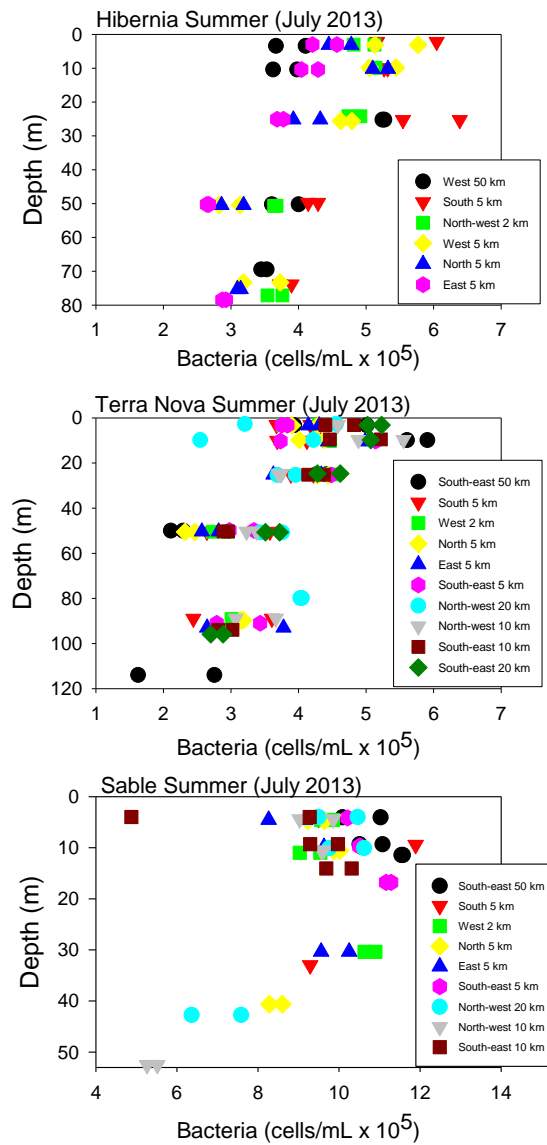 Hibernia Summer (July 2013)
0
10
20
30
40
50
60
70
80
Depth (m)
West 50 km
South 5 km
North-west 2 km
West 5 km
North 5 km
East 5 km
1 3 5 7
Bacteria (cells/mL x 10⁵)
Terra Nova Summer (July 2013)
0
20
40
60
80
100
120
Depth (m)
South-east 50 km
South 5 km
West 2 km
North 5 km
East 5 km
South-east 5 km
North-west 20 km
North-west 10 km
South-east 10 km
South-east 20 km
1 3 5 7
Bacteria (cells/mL x 10⁵)
Sable Summer (July 2013)
0
10
20
30
40
50
Depth (m)
South-east 50 km
South 5 km
West 2 km
North 5 km
East 5 km
South-east 5 km
North-west 20 km
North-west 10 km
South-east 10 km
4 6 8 10 12 14
Bacteria (cells/mL x 10⁵)